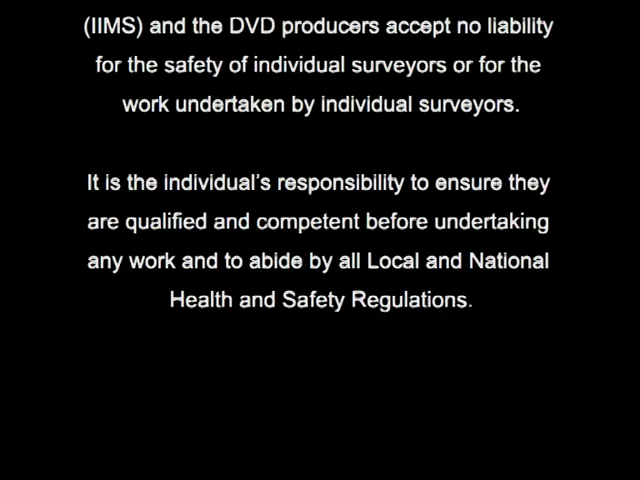 (IIMS) and the DVD producers accept no liability
for the safety of individual surveyors or for the
work undertaken by individual surveyors.
It is the individual's responsibility to ensure they
are qualified and competent before undertaking
any work and to abide by all Local and National
Health and Safety Regulations.